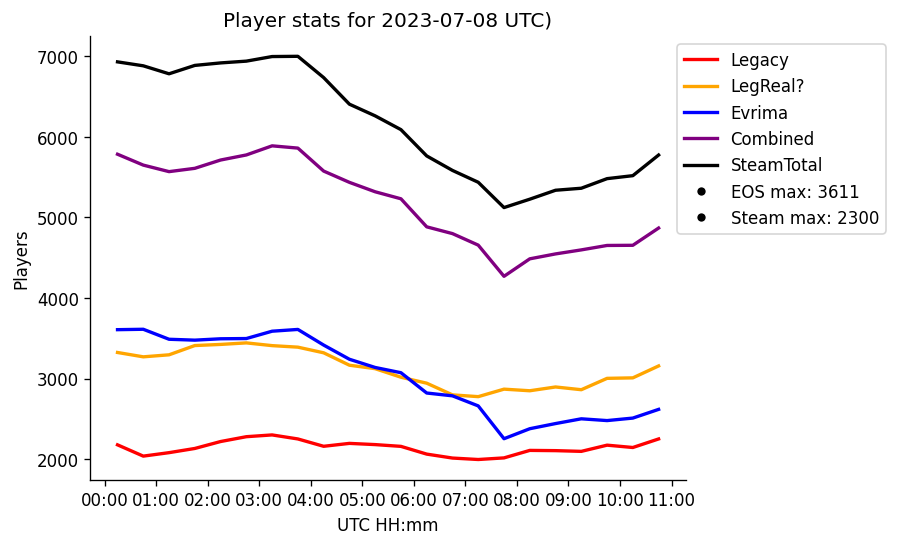 Player stats for 2023-07-08 UTC)
7000
6000
5000
4000
3000
2000
Players
00:00 01:00 02:00 03:00 04:00 05:00 06:00 07:00 08:00 09:00 10:00 11:00
UTC HH:mm
Legacy
LegReal?
Evrima
Combined
SteamTotal
EOS max: 3611
Steam max: 2300